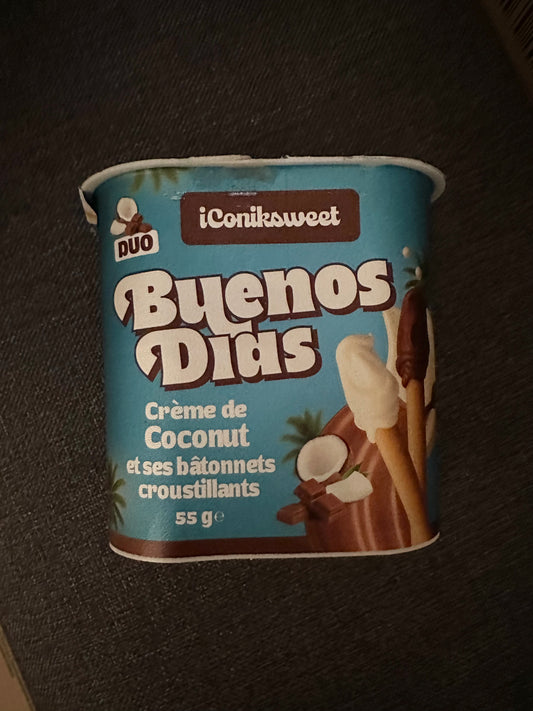 iConiksweet
DUO
Buenos
Dias
Crème de
Coconut
et ses bâtonnets
croustillants
55 g℮